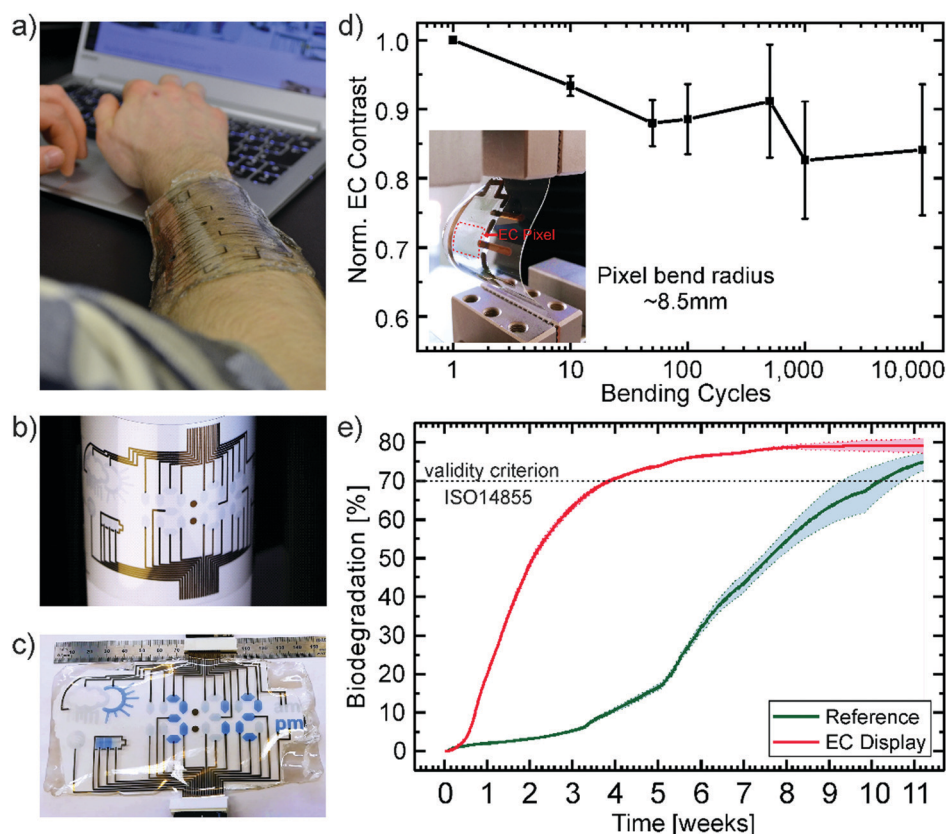 a)
b)
c)
d)
Norm. EC Contrast
1.0
0.9
0.8
0.7
0.6
EC Pixel
Pixel bend radius
~8.5mm
1 10 100 1,000 10,000
Bending Cycles
pm
e)
Biodegradation [%]
80
70
60
50
40
30
20
10
0
validity criterion
ISO14855
Reference
EC Display
0 1 2 3 4 5 6 7 8 9 10 11
Time [weeks]